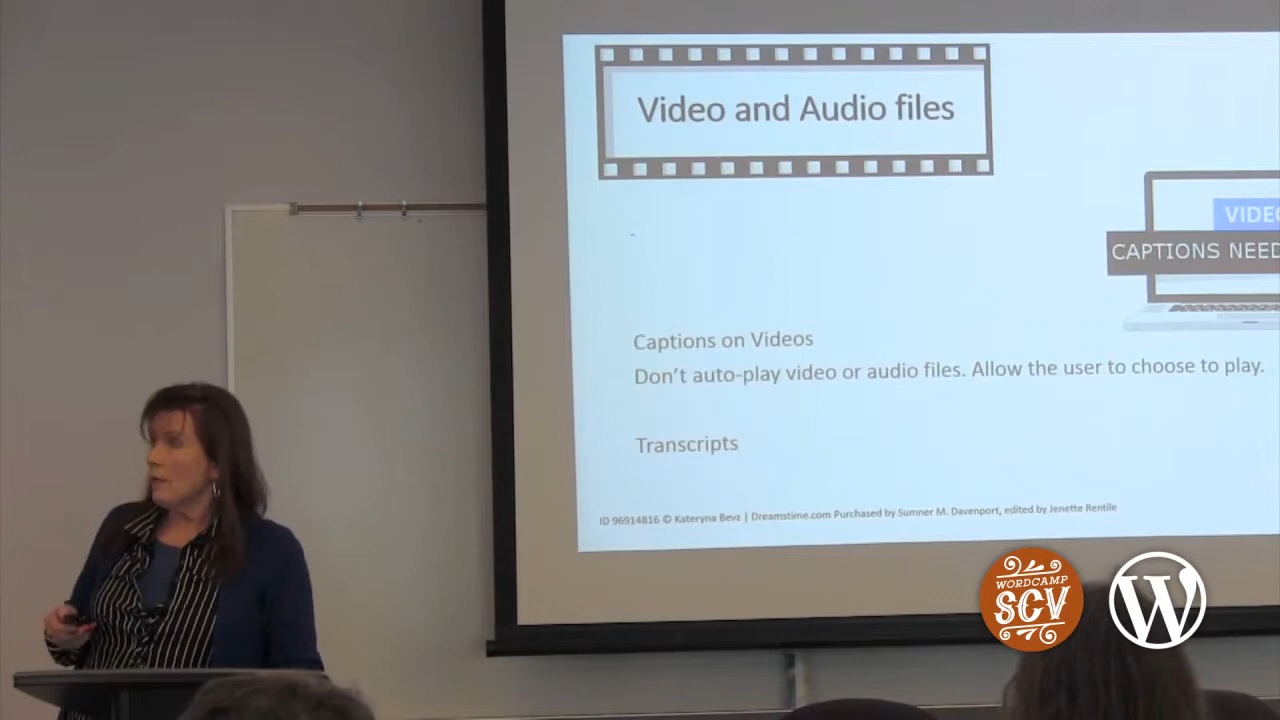 Video and Audio files
VIDEO
CAPTIONS NEED
Captions on Videos
Don't auto-play video or audio files. Allow the user to choose to play.
Transcripts
ID 96914816 © Kateryna Bevz | Dreamstime.com Purchased by Sumner M. Davenport, edited by Jenette Rentile
WORDCAMP
SCV
W